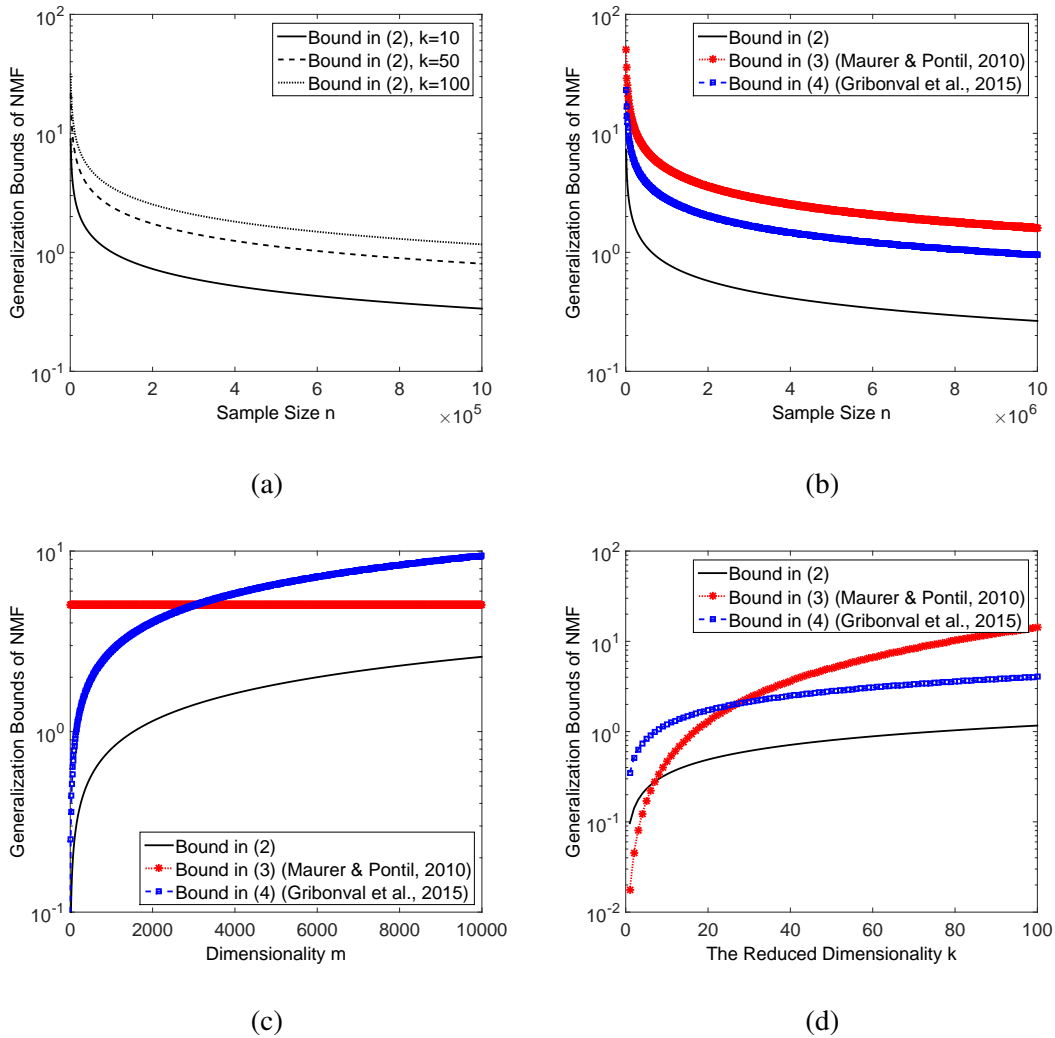 10^2
10^1
10^0
10^-1
Generalization Bounds of NMF
Bound in (2), k=10
Bound in (2), k=50
Bound in (2), k=100
0 2 4 6 8 10
Sample Size n
×10^5
(a)
10^2
10^1
10^0
10^-1
Generalization Bounds of NMF
Bound in (2)
Bound in (3) (Maurer & Pontil, 2010)
Bound in (4) (Gribonval et al., 2015)
0 2 4 6 8 10
Sample Size n
×10^6
(b)
10^1
10^0
10^-1
Generalization Bounds of NMF
Bound in (2)
Bound in (3) (Maurer & Pontil, 2010)
Bound in (4) (Gribonval et al., 2015)
0 2000 4000 6000 8000 10000
Dimensionality m
(c)
10^2
10^1
10^0
10^-1
10^-2
Generalization Bounds of NMF
Bound in (2)
Bound in (3) (Maurer & Pontil, 2010)
Bound in (4) (Gribonval et al., 2015)
0 20 40 60 80 100
The Reduced Dimensionality k
(d)